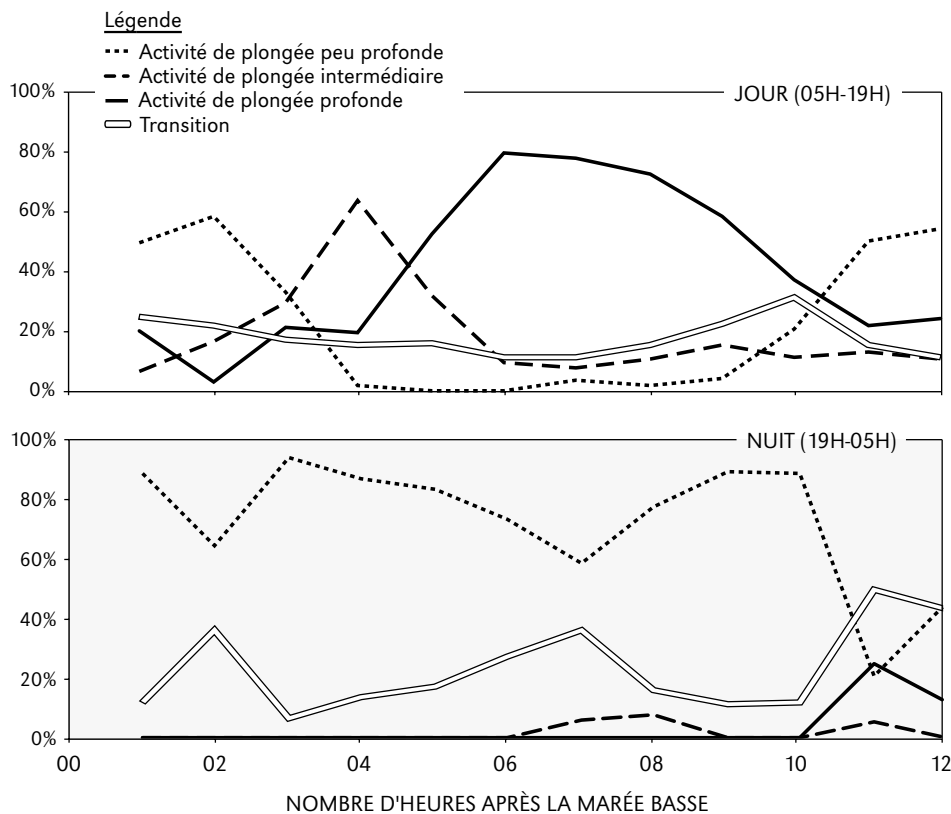 Légende
Activité de plongée peu profonde
Activité de plongée intermédiaire
Activité de plongée profonde
Transition
JOUR (05H-19H)
100%
80%
60%
40%
20%
0%
NUIT (19H-05H)
100%
80%
60%
40%
20%
0%
00 02 04 06 08 10 12
NOMBRE D'HEURES APRÈS LA MARÉE BASSE